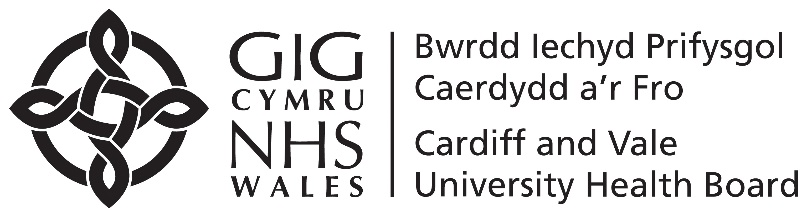 GIG
CYMRU
NHS
WALES
Bwrdd Iechyd Prifysgol
Caerdydd a'r Fro
Cardiff and Vale
University Health Board